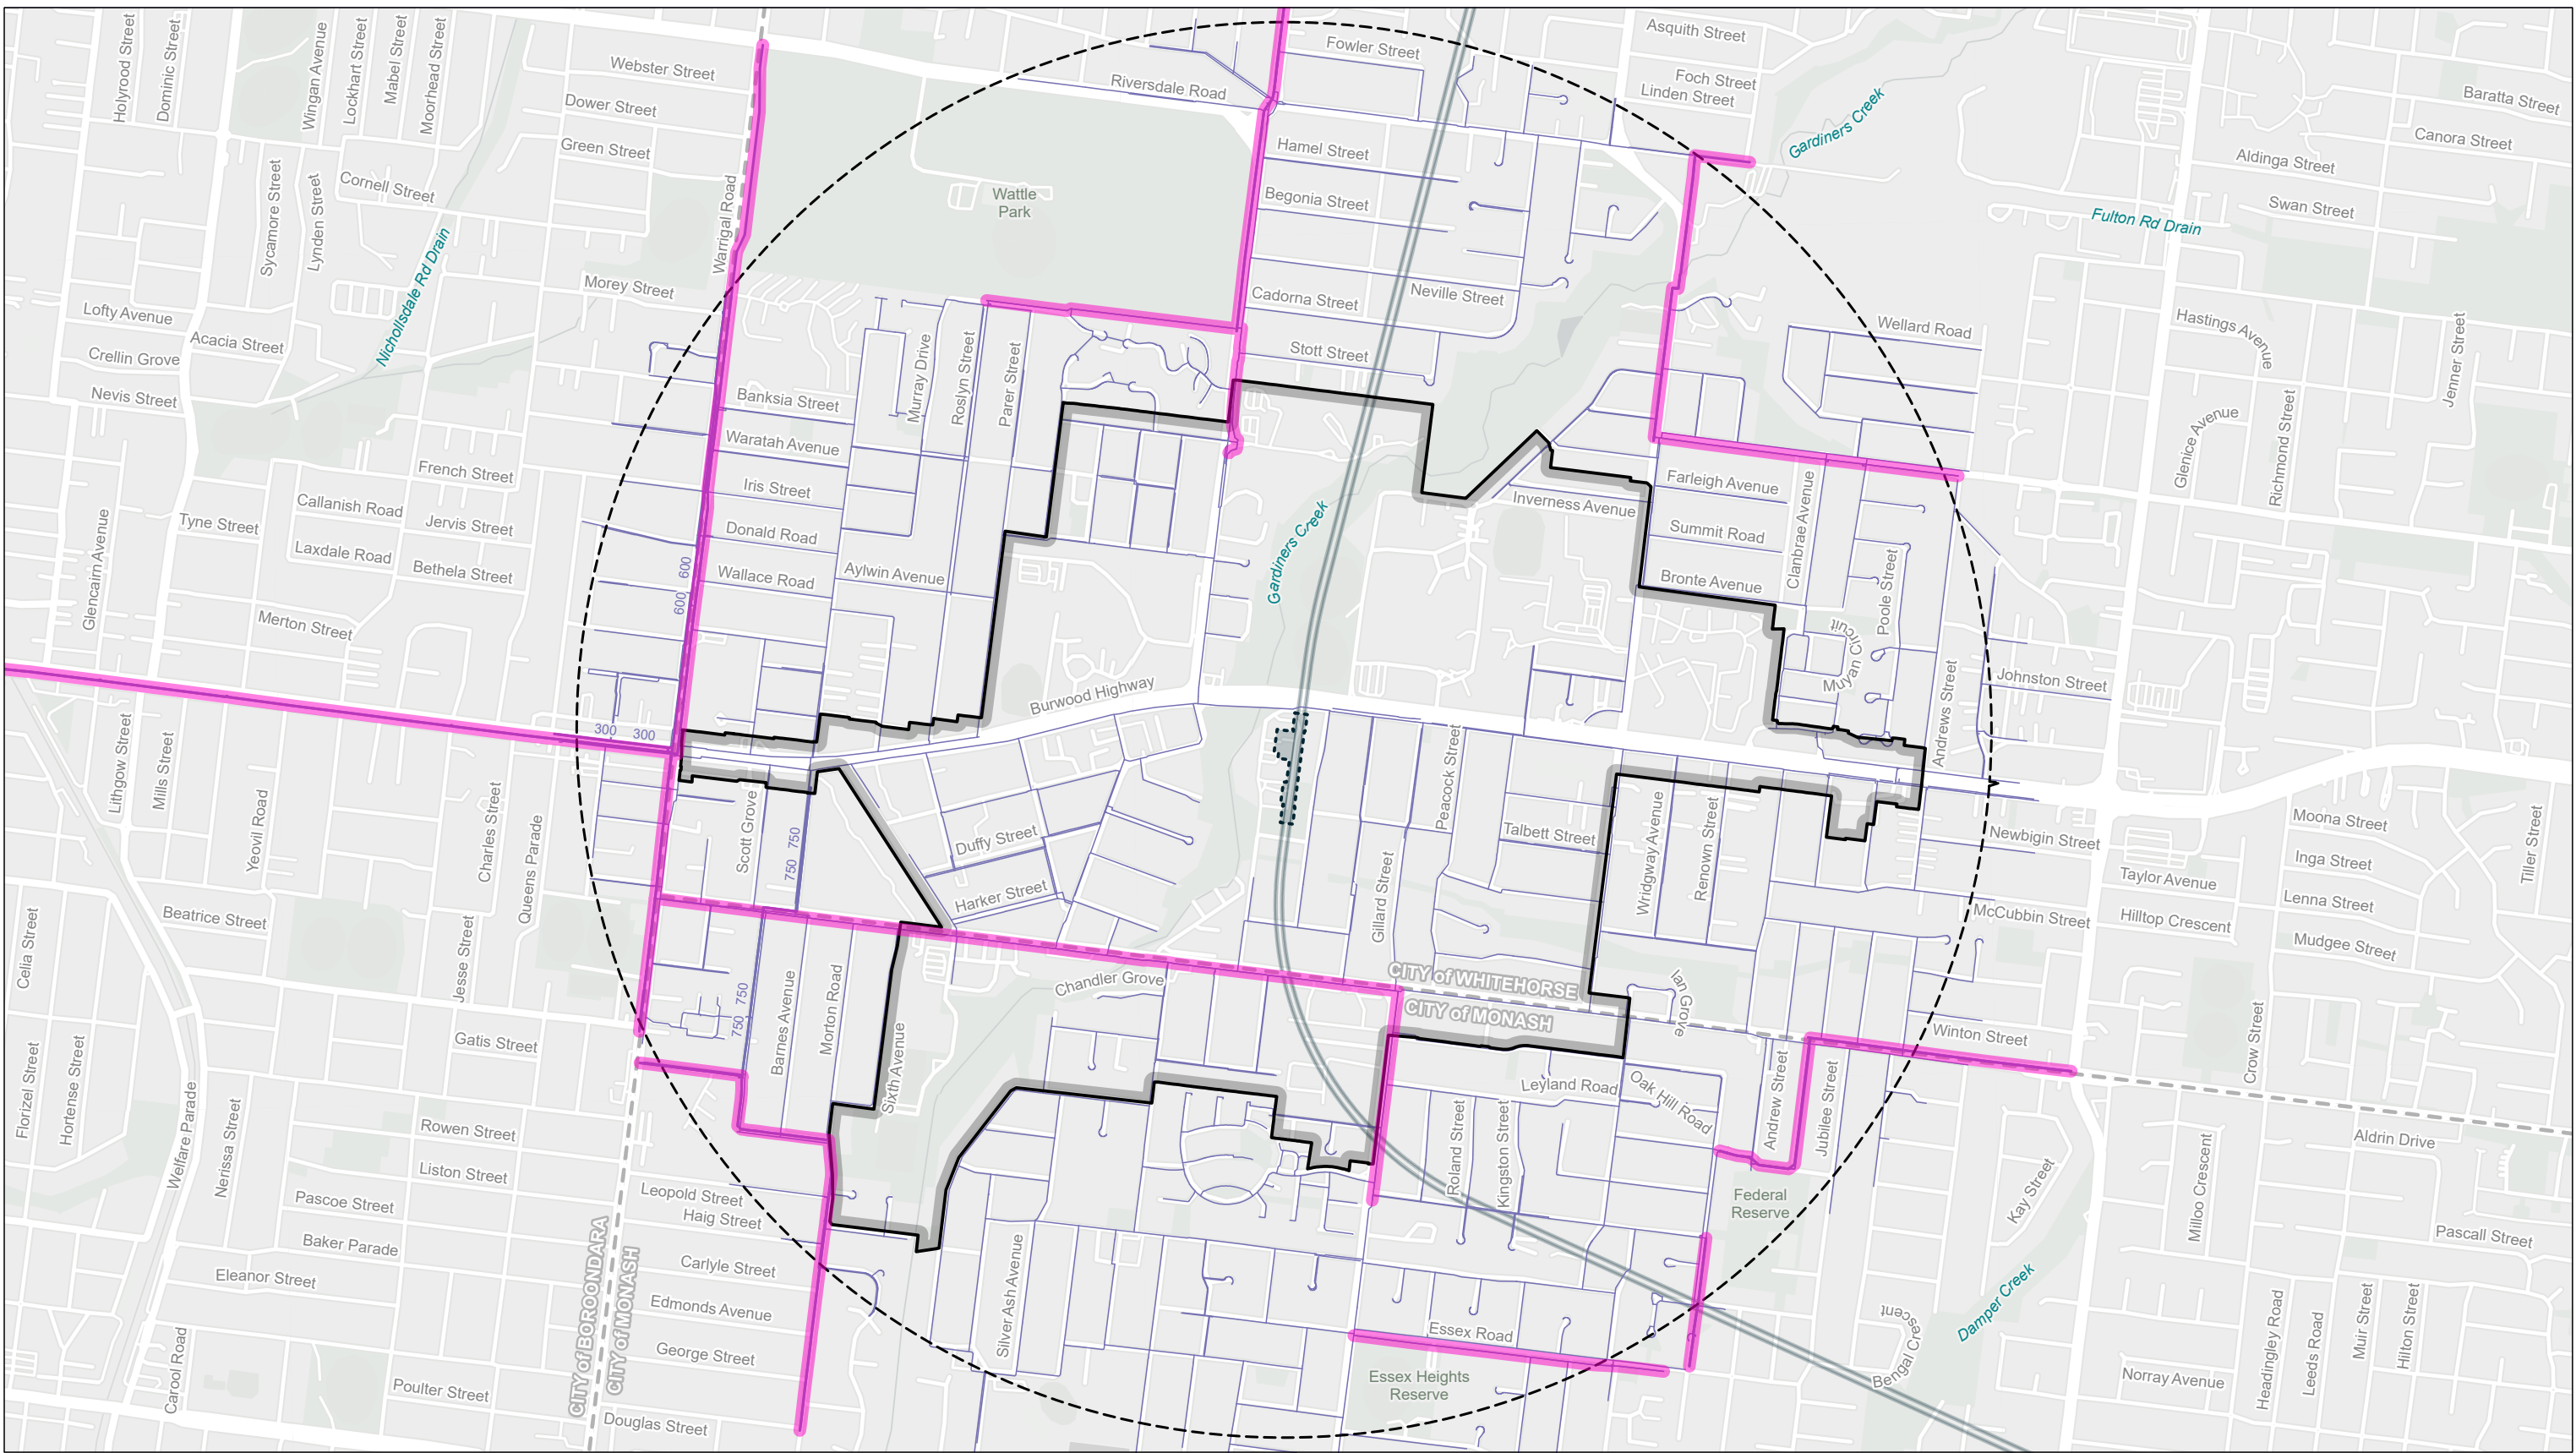 Holyrood Street
Dominic Street
Wingan Avenue
Lockhart Street
Mabel Street
Moorhead Street
Webster Street
Dower Street
Green Street
Cornell Street
Sycamore Street
Lynden Street
Nichollsdale Rd Drain
Warrigal Road
Morey Street
Lofty Avenue
Acacia Street
Crellin Grove
Nevis Street
Riversdale Road
Fowler Street
Asquith Street
Foch Street
Linden Street
Gardiners Creek
Baratta Street
Canora Street
Aldinga Street
Swan Street
Fulton Rd Drain
Wattle
Park
Hamel Street
Begonia Street
Cadorna Street
Neville Street
Stott Street
Wellard Road
Hastings Avenue
Jenner Street
Glenice Avenue
Richmond Street
Murray Drive
Roslyn Street
Parer Street
Banksia Street
Waratah Avenue
Iris Street
Donald Road
Wallace Road
Aylwin Avenue
French Street
Callanish Road
Jervis Street
Tyne Street
Laxdale Road
Bethela Street
Glencairn Avenue
Merton Street
600
600
Gardiners Creek
Inverness Avenue
Farleigh Avenue
Summit Road
Bronte Avenue
Clanbrae Avenue
Poole Street
Muyan Circuit
Andrews Street
Johnston Street
Burwood Highway
300
300
Lithgow Street
Mills Street
Yeovil Road
Charles Street
Queens Parade
Scott Grove
750
750
Duffy Street
Harker Street
Peacock Street
Gillard Street
Talbett Street
Wridgway Avenue
Renown Street
Newbigin Street
Moona Street
Inga Street
Tiller Street
Taylor Avenue
Lenna Street
McCubbin Street
Hilltop Crescent
Mudgee Street
Beatrice Street
Celia Street
Jesse Street
Gatis Street
750
750
Barnes Avenue
Morton Road
Sixth Avenue
Chandler Grove
CITY of WHITEHORSE
CITY of MONASH
Ian Grove
Winton Street
Crow Street
Florizel Street
Hortense Street
Welfare Parade
Nerissa Street
Rowen Street
Liston Street
Pascoe Street
Baker Parade
Eleanor Street
Carool Road
Poulter Street
CITY of BOROONDARA
CITY of MONASH
Leopold Street
Haig Street
Carlyle Street
Edmonds Avenue
George Street
Douglas Street
Silver Ash Avenue
Leyland Road
Oak Hill Road
Roland Street
Kingston Street
Andrew Street
Jubilee Street
Federal
Reserve
Essex Road
Essex Heights
Reserve
Aldrin Drive
Kay Street
Milloo Crescent
Pascall Street
Damper Creek
Bengal Crescent
Norray Avenue
Headingley Road
Leeds Road
Muir Street
Hilton Street